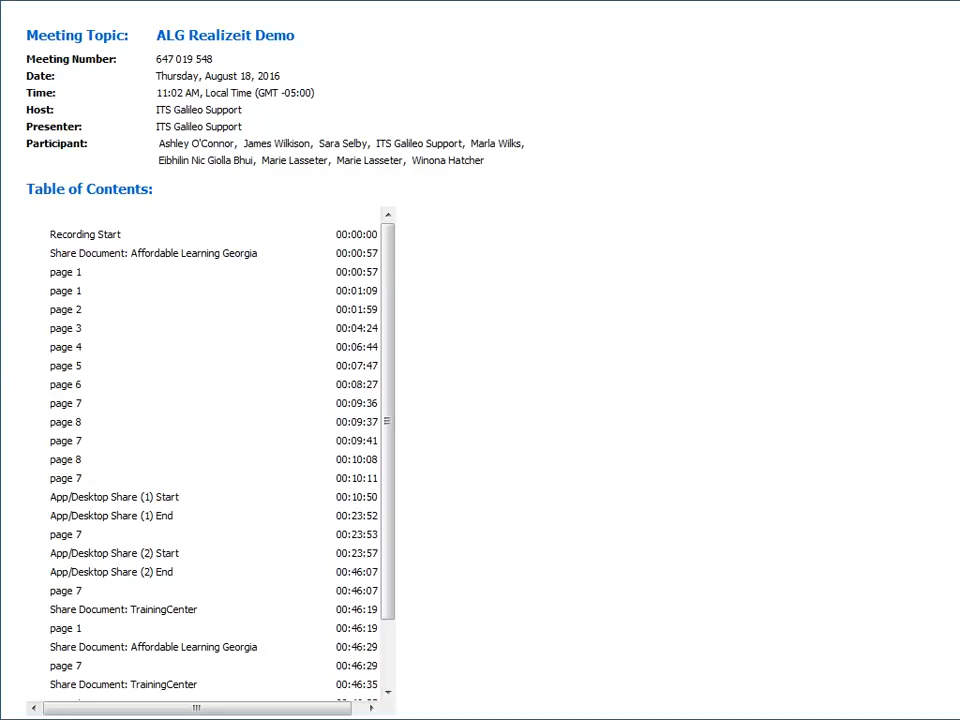 Meeting Topic: ALG Realizeit Demo
Meeting Number: 647 019 548
Date: Thursday, August 18, 2016
Time: 11:02 AM, Local Time (GMT -05:00)
Host: ITS Galileo Support
Presenter: ITS Galileo Support
Participant: Ashley O'Connor, James Wilkison, Sara Selby, ITS Galileo Support, Marla Wilks,
Eibhilin Nic Giolla Bhui, Marie Lasseter, Marie Lasseter, Winona Hatcher
Table of Contents:
Recording Start 00:00:00
Share Document: Affordable Learning Georgia 00:00:57
page 1 00:00:57
page 1 00:01:09
page 2 00:01:59
page 3 00:04:24
page 4 00:06:44
page 5 00:07:47
page 6 00:08:27
page 7 00:09:36
page 8 00:09:37
page 7 00:09:41
page 8 00:10:08
page 7 00:10:11
App/Desktop Share (1) Start 00:10:50
App/Desktop Share (1) End 00:23:52
page 7 00:23:53
App/Desktop Share (2) Start 00:23:57
App/Desktop Share (2) End 00:46:07
page 7 00:46:07
Share Document: TrainingCenter 00:46:19
page 1 00:46:19
Share Document: Affordable Learning Georgia 00:46:29
page 7 00:46:29
Share Document: TrainingCenter 00:46:35